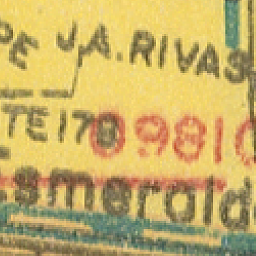 PE J.A. RIVAS
TE 178 09810
smerald